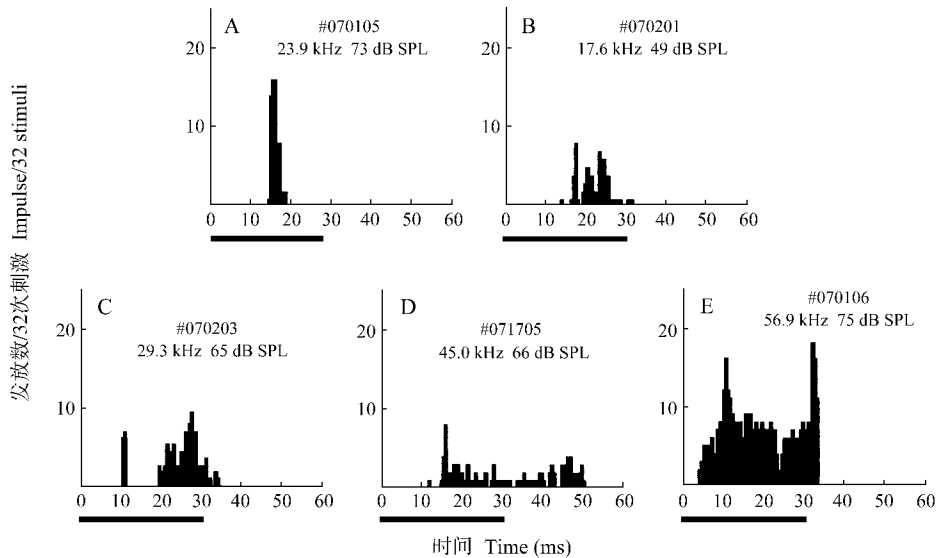 发放数/32次刺激 Impulse/32 stimuli
A
#070105
23.9 kHz 73 dB SPL
20
10
0 10 20 30 40 50 60
B
#070201
17.6 kHz 49 dB SPL
20
10
0 10 20 30 40 50 60
C
#070203
29.3 kHz 65 dB SPL
20
10
0 10 20 30 40 50 60
D
#071705
45.0 kHz 66 dB SPL
20
10
0 10 20 30 40 50 60
E
#070106
56.9 kHz 75 dB SPL
20
10
0 10 20 30 40 50 60
时间 Time (ms)